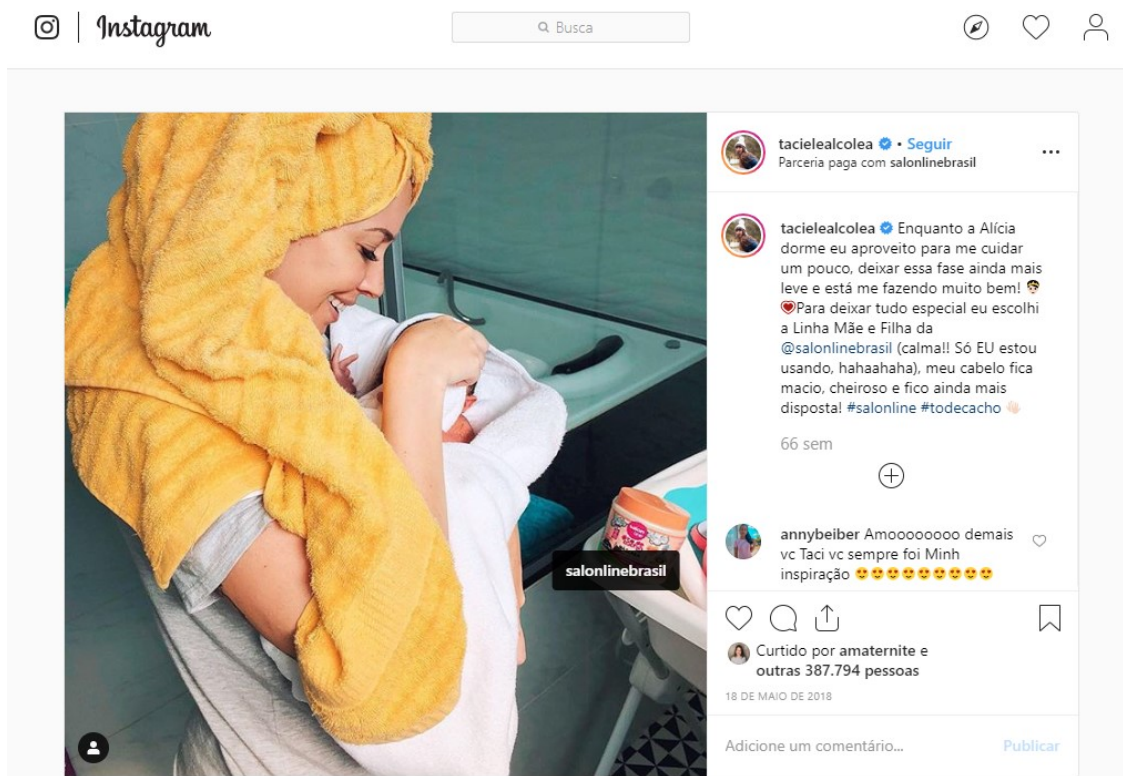 Instagram
Busca
tacielealcolea • Seguir
Parceria paga com salonlinebrasil
tacielealcolea Enquanto a Alícia
dorme eu aproveito para me cuidar
um pouco, deixar essa fase ainda mais
leve e está me fazendo muito bem!
Para deixar tudo especial eu escolhi
a Linha Mãe e Filha da
@salonlinebrasil (calma!! Só EU estou
usando, hahaahaha), meu cabelo fica
macio, cheiroso e fico ainda mais
disposta! #salonline #todecacho
66 sem
annybeiber Amoooooooo demais
vc Taci vc sempre foi Minh
inspiração 😍😍😍😍😍😍😍😍😍
salonlinebrasil
Curtido por amaternite e
outras 387.794 pessoas
18 DE MAIO DE 2018
Adicione um comentário...
Publicar